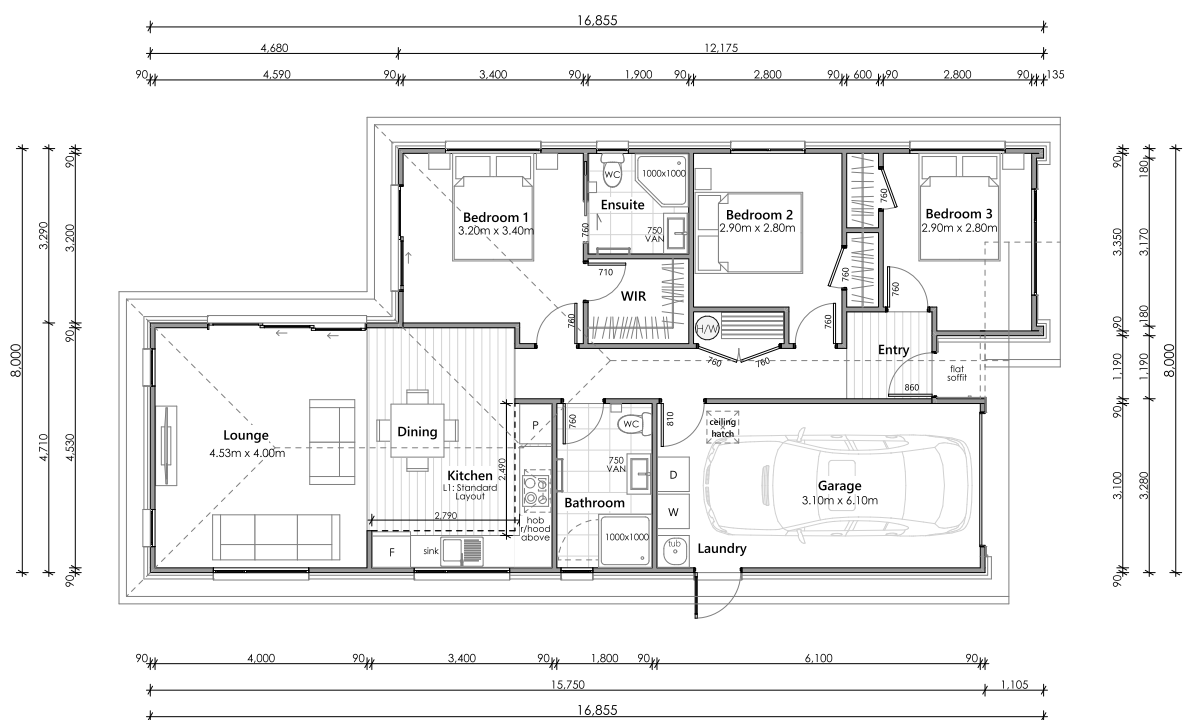 16,855
4,680
12,175
90
4,590
90
3,400
90
1,900
90
2,800
90
600
90
2,800
90
135
8,000
90
3,290
3,200
90
4,710
4,530
90
90
180
3,350
3,170
90
180
1,190
1,190
90
3,100
3,280
90
8,000
Bedroom 1
3.20m x 3.40m
WC
1000x1000
Ensuite
760
750
VAN
710
WIR
760
Bedroom 2
2.90m x 2.80m
760
760
Bedroom 3
2.90m x 2.80m
760
760
H/W
760
760
Entry
860
flat
soffit
Lounge
4.53m x 4.00m
Dining
P
Kitchen
L1: Standard
Layout
2,490
2,790
hob
r/hood
above
F
sink
760
WC
750
VAN
Bathroom
1000x1000
810
ceiling
hatch
D
W
tub
Laundry
Garage
3.10m x 6.10m
90
4,000
90
3,400
90
1,800
90
6,100
90
15,750
1,105
16,855